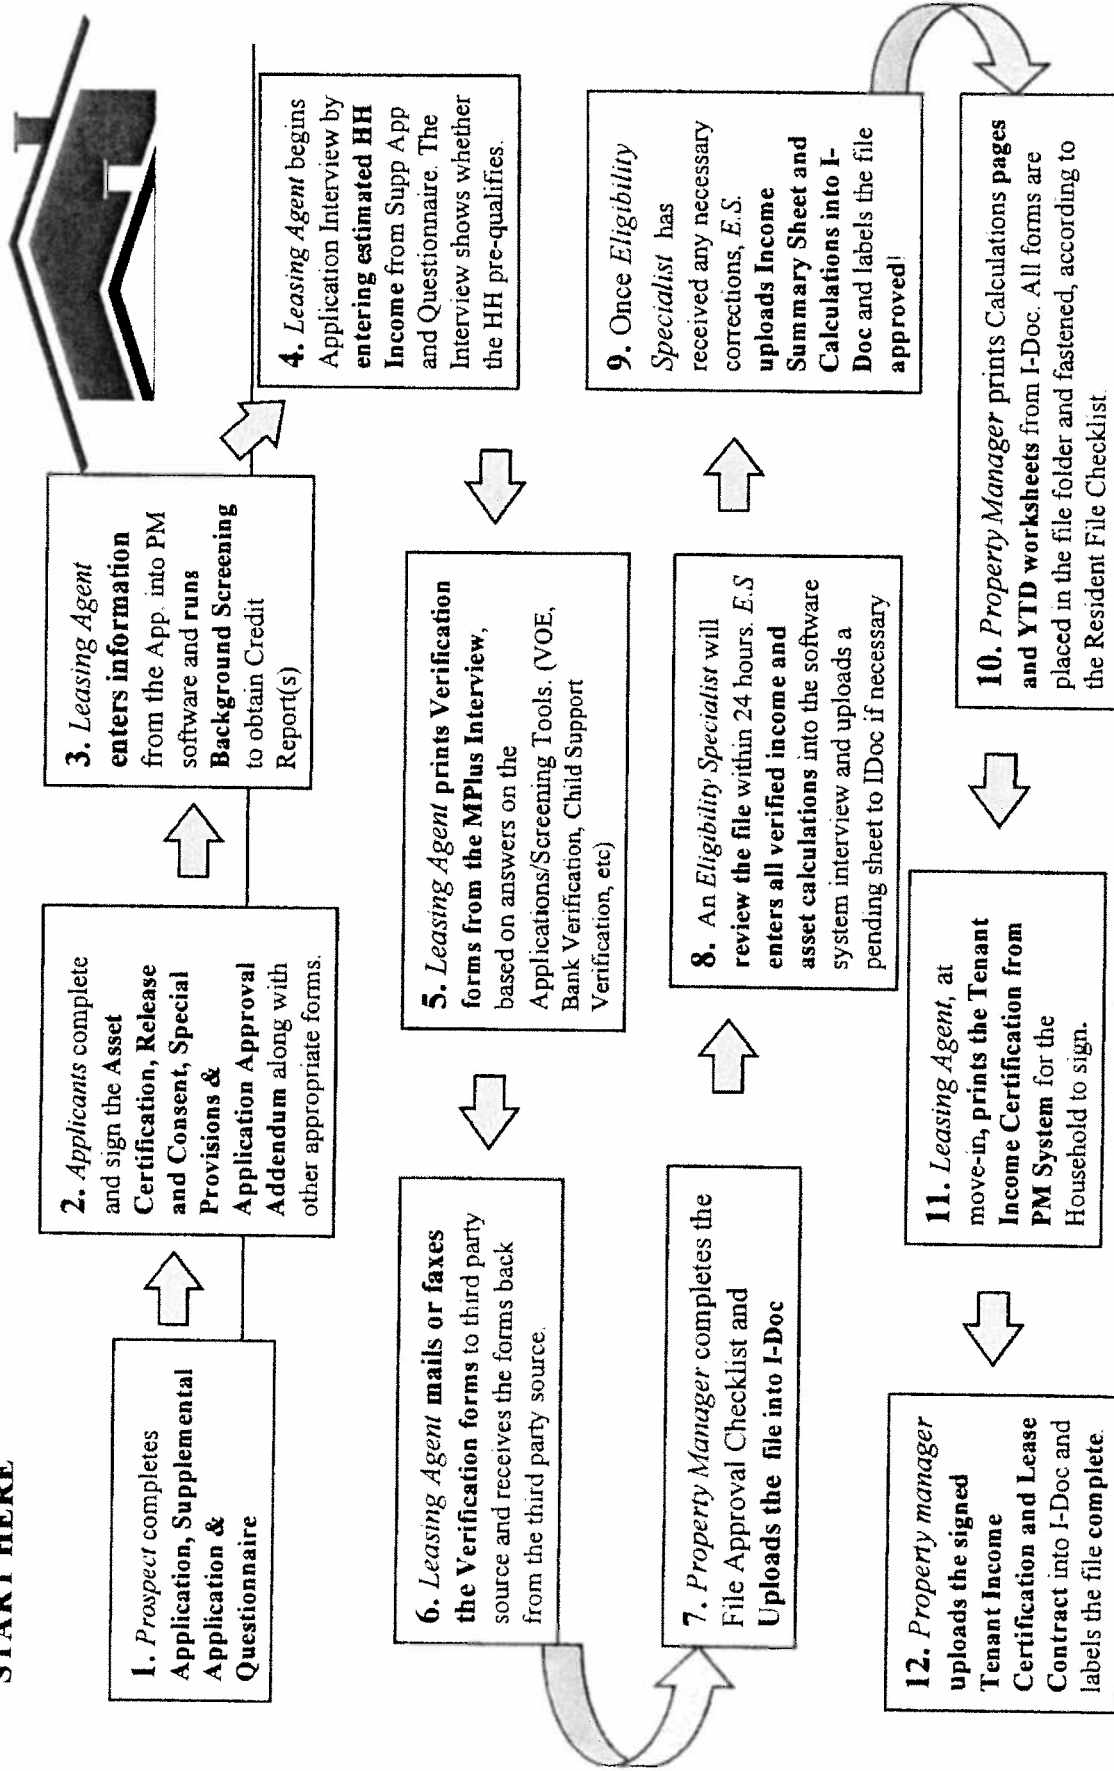 START HERE
1. Prospect completes
Application, Supplemental
Application &
Questionnaire
2. Applicants complete
and sign the Asset
Certification, Release
and Consent, Special
Provisions &
Application Approval
Addendum along with
other appropriate forms.
3. Leasing Agent
enters information
from the App. into PM
software and runs
Background Screening
to obtain Credit
Report(s)
4. Leasing Agent begins
Application Interview by
entering estimated HH
Income from Supp App
and Questionnaire. The
Interview shows whether
the HH pre-qualifies.
5. Leasing Agent prints Verification
forms from the MPlus Interview,
based on answers on the
Applications/Screening Tools. (VOE,
Bank Verification, Child Support
Verification, etc)
6. Leasing Agent mails or faxes
the Verification forms to third party
source and receives the forms back
from the third party source.
7. Property Manager completes the
File Approval Checklist and
Uploads the file into I-Doc
8. An Eligibility Specialist will
review the file within 24 hours. E.S
enters all verified income and
asset calculations into the software
system interview and uploads a
pending sheet to IDoc if necessary
9. Once Eligibility
Specialist has
received any necessary
corrections, E.S.
uploads Income
Summary Sheet and
Calculations into I-
Doc and labels the file
approved!
10. Property Manager prints Calculations pages
and YTD worksheets from I-Doc. All forms are
placed in the file folder and fastened, according to
the Resident File Checklist.
11. Leasing Agent, at
move-in, prints the Tenant
Income Certification from
PM System for the
Household to sign.
12. Property manager
uploads the signed
Tenant Income
Certification and Lease
Contract into I-Doc and
labels the file complete.